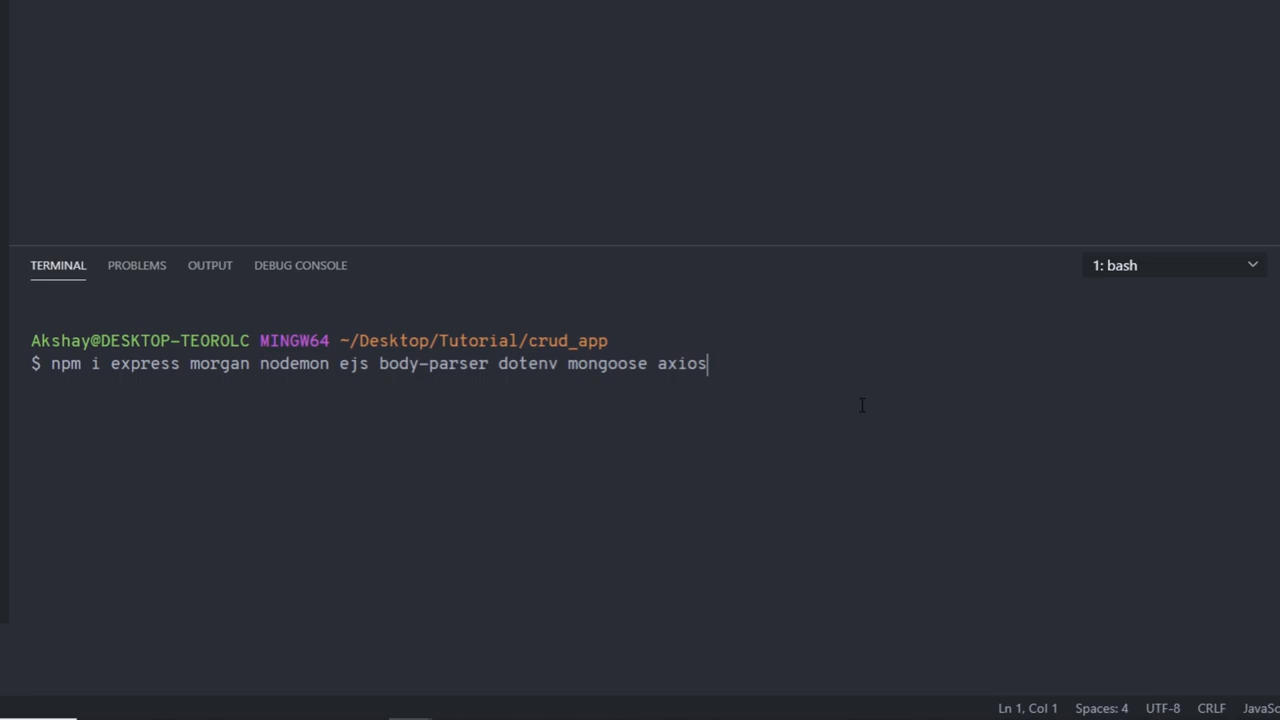 TERMINAL PROBLEMS OUTPUT DEBUG CONSOLE 1: bash
Akshay@DESKTOP-TEOROLC MINGW64 ~/Desktop/Tutorial/crud_app
$ npm i express morgan nodemon ejs body-parser dotenv mongoose axios
Ln 1, Col 1 Spaces: 4 UTF-8 CRLF JavaSc